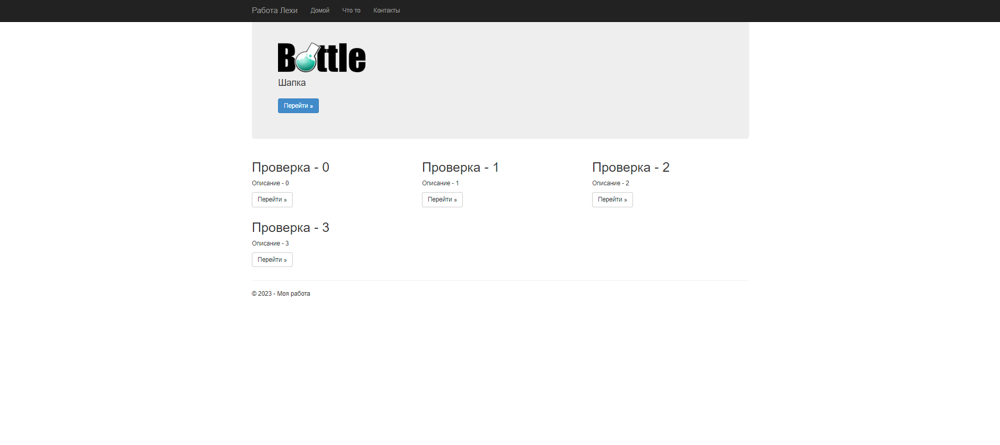 Работа Лехи Домой Что то Контакты
Bottle
Шапка
Перейти »
Проверка - 0 Проверка - 1 Проверка - 2
Описание - 0 Описание - 1 Описание - 2
Перейти » Перейти » Перейти »
Проверка - 3
Описание - 3
Перейти »
© 2023 - Моя работа